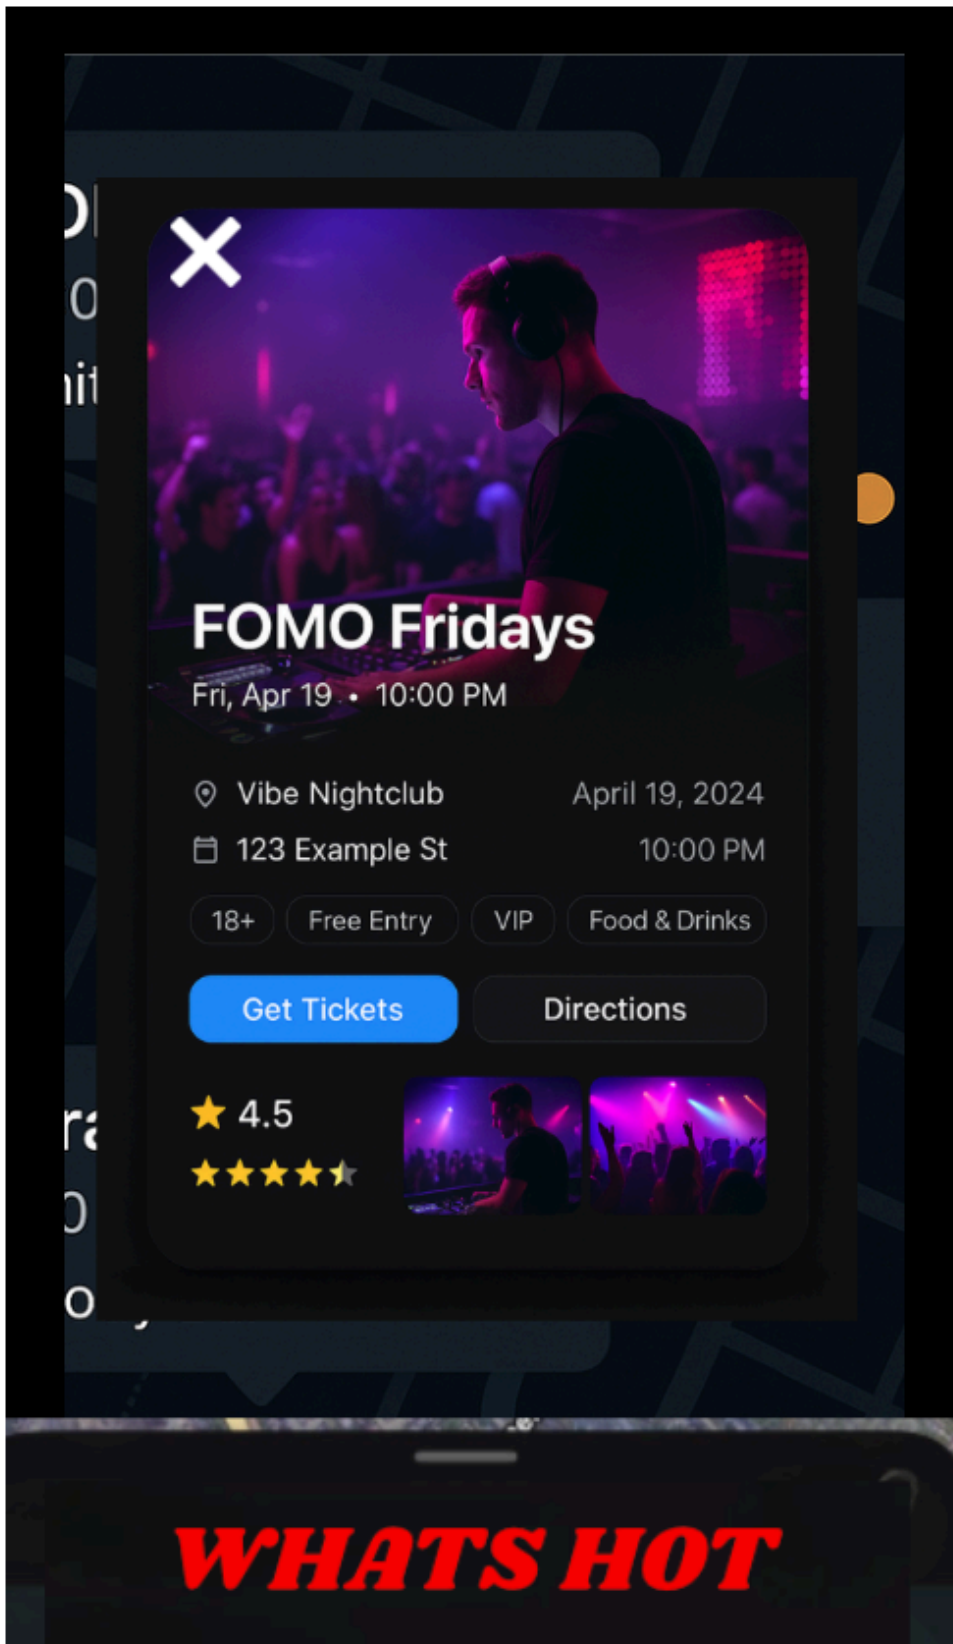 FOMO Fridays
Fri, Apr 19 • 10:00 PM
Vibe Nightclub April 19, 2024
123 Example St 10:00 PM
18+ Free Entry VIP Food & Drinks
Get Tickets Directions
4.5
WHATS HOT